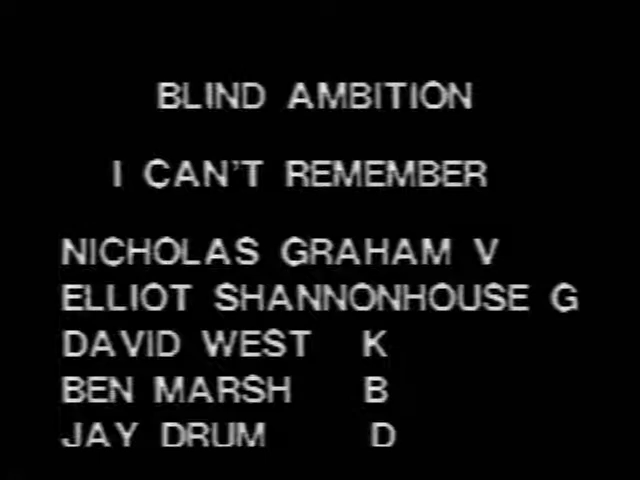 BLIND AMBITION
I CAN'T REMEMBER
NICHOLAS GRAHAM V
ELLIOT SHANNONHOUSE G
DAVID WEST K
BEN MARSH B
JAY DRUM D